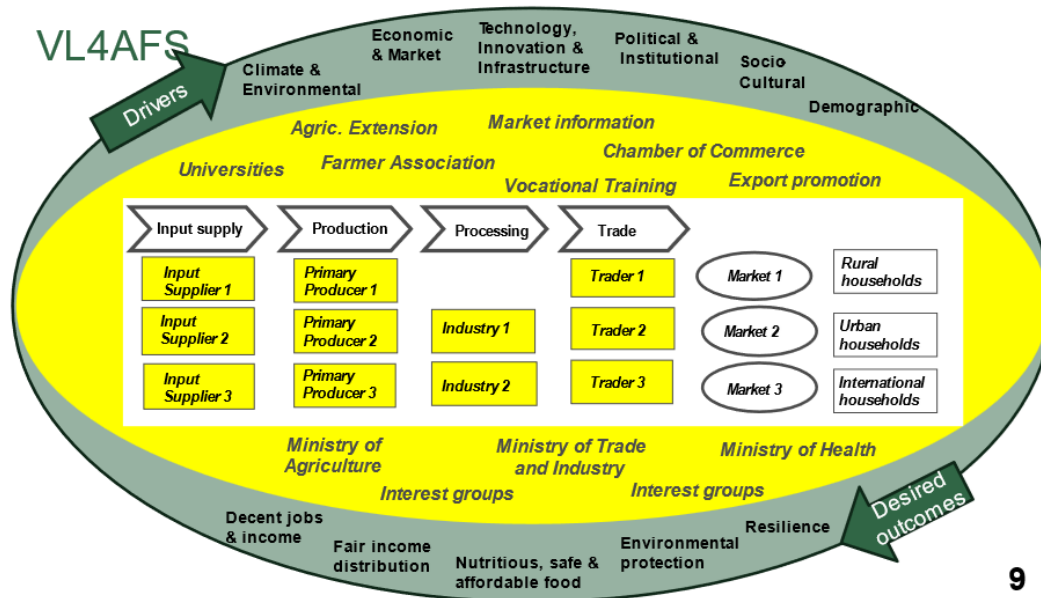 VL4AFS
Drivers
Climate &
Environmental
Economic
& Market
Technology,
Innovation &
Infrastructure
Political &
Institutional
Socio
Cultural
Demographic
Agric. Extension
Market information
Universities
Farmer Association
Chamber of Commerce
Vocational Training
Export promotion
Input supply
Production
Processing
Trade
Input
Supplier 1
Primary
Producer 1
Trader 1
Market 1
Rural
households
Input
Supplier 2
Primary
Producer 2
Industry 1
Trader 2
Market 2
Urban
households
Input
Supplier 3
Primary
Producer 3
Industry 2
Trader 3
Market 3
International
households
Ministry of
Agriculture
Ministry of Trade
and Industry
Ministry of Health
Interest groups
Interest groups
Decent jobs
& income
Fair income
distribution
Nutritious, safe &
affordable food
Environmental
protection
Resilience
Desired
outcomes
9